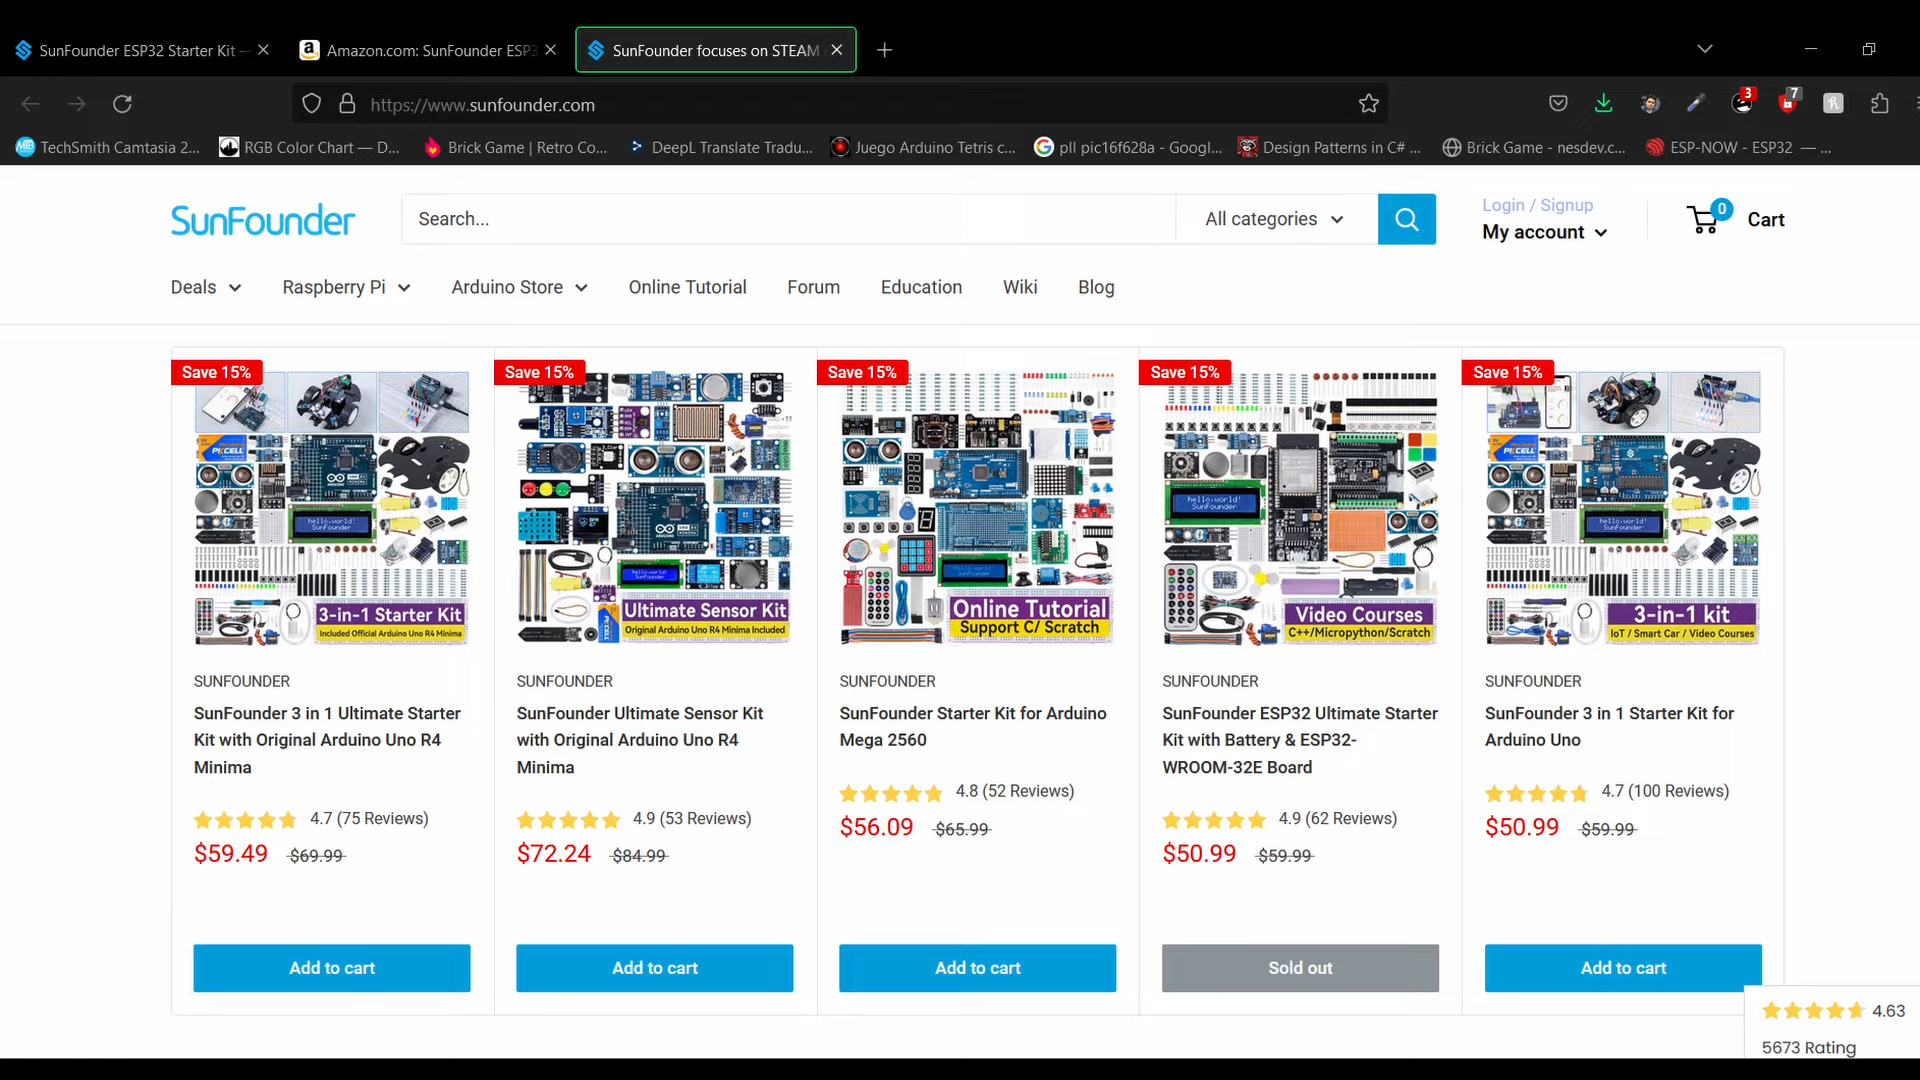 SunFounder ESP32 Starter Kit —
Amazon.com: SunFounder ESP3
SunFounder focuses on STEAM
https://www.sunfounder.com
3
7
TechSmith Camtasia 2...
RGB Color Chart — D...
Brick Game | Retro Co...
DeepL Translate Tradu...
Juego Arduino Tetris c...
pll pic16f628a - Googl...
Design Patterns in C# ...
Brick Game - nesdev.c...
ESP-NOW - ESP32 — ...
SunFounder
Search...
All categories
Login / Signup
My account
0
Cart
Deals
Raspberry Pi
Arduino Store
Online Tutorial
Forum
Education
Wiki
Blog
Save 15%
3-in-1 Starter Kit
Included Official Arduino Uno R4 Minima
SUNFOUNDER
SunFounder 3 in 1 Ultimate Starter
Kit with Original Arduino Uno R4
Minima
4.7 (75 Reviews)
$59.49 $69.99
Add to cart
Save 15%
Ultimate Sensor Kit
Original Arduino Uno R4 Minima Included
SUNFOUNDER
SunFounder Ultimate Sensor Kit
with Original Arduino Uno R4
Minima
4.9 (53 Reviews)
$72.24 $84.99
Add to cart
Save 15%
Online Tutorial
Support C/ Scratch
SUNFOUNDER
SunFounder Starter Kit for Arduino
Mega 2560
4.8 (52 Reviews)
$56.09 $65.99
Add to cart
Save 15%
hello,world!
SunFounder
Video Courses
C++/Micropython/Scratch
SUNFOUNDER
SunFounder ESP32 Ultimate Starter
Kit with Battery & ESP32-
WROOM-32E Board
4.9 (62 Reviews)
$50.99 $59.99
Sold out
Save 15%
3-in-1 kit
IoT / Smart Car / Video Courses
SUNFOUNDER
SunFounder 3 in 1 Starter Kit for
Arduino Uno
4.7 (100 Reviews)
$50.99 $59.99
Add to cart
4.63
5673 Rating